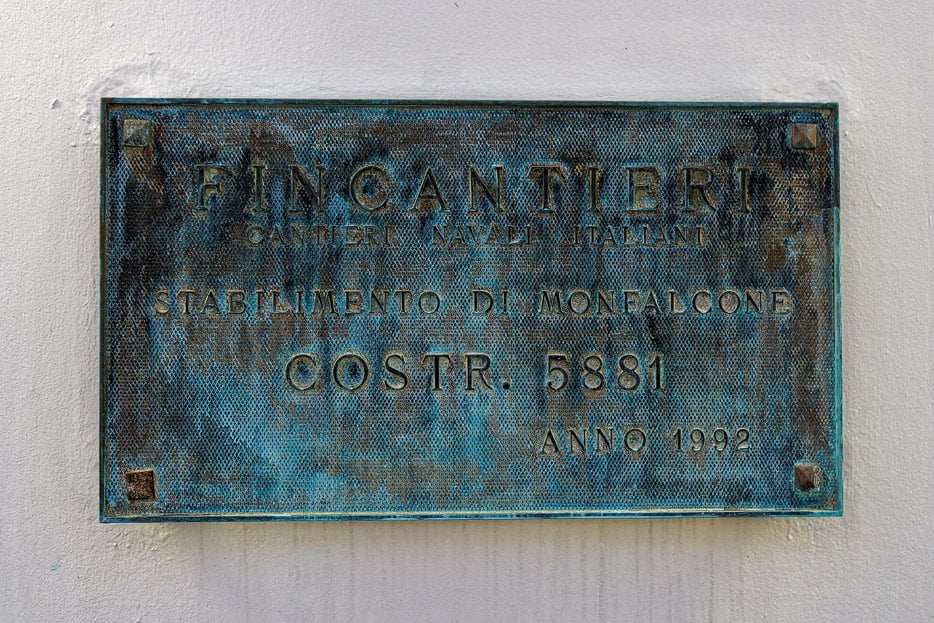 FINCANTIERI
CANTIERI NAVALI ITALIANI
STABILIMENTO DI MONFALCONE
COSTR. 5881
ANNO 1992